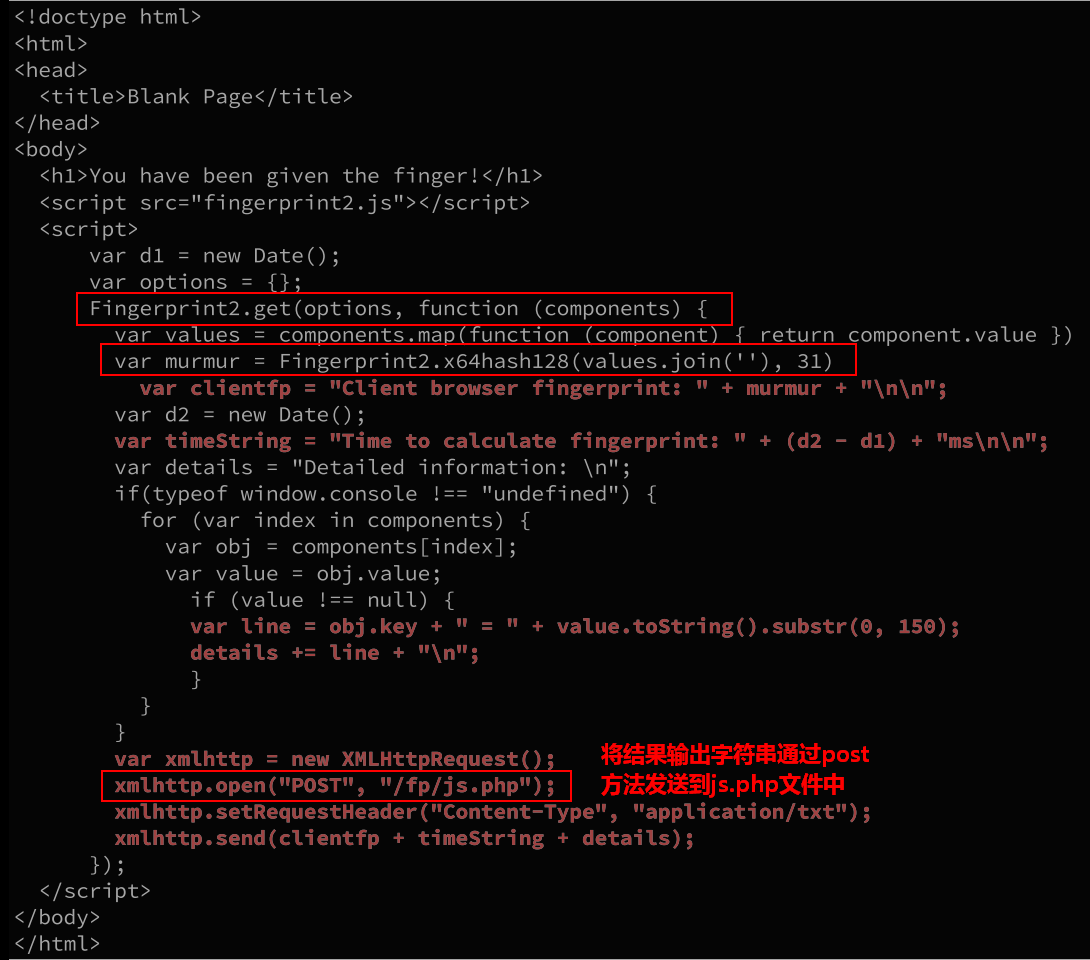 <!doctype html>
<html>
<head>
  <title>Blank Page</title>
</head>
<body>
  <h1>You have been given the finger!</h1>
  <script src="fingerprint2.js"></script>
  <script>
      var d1 = new Date();
      var options = {};
      Fingerprint2.get(options, function (components) {
        var values = components.map(function (component) { return component.value })
        var murmur = Fingerprint2.x64hash128(values.join(''), 31)
          var clientfp = "Client browser fingerprint: " + murmur + "\n\n";
        var d2 = new Date();
        var timeString = "Time to calculate fingerprint: " + (d2 - d1) + "ms\n\n";
        var details = "Detailed information: \n";
        if(typeof window.console !== "undefined") {
          for (var index in components) {
            var obj = components[index];
            var value = obj.value;
              if (value !== null) {
              var line = obj.key + " = " + value.toString().substr(0, 150);
              details += line + "\n";
              }
          }
        }
        var xmlhttp = new XMLHttpRequest();
        xmlhttp.open("POST", "/fp/js.php");
        xmlhttp.setRequestHeader("Content-Type", "application/txt");
        xmlhttp.send(clientfp + timeString + details);
      });
  </script>
</body>
</html>
将结果输出字符串通过post
方法发送到js.php文件中